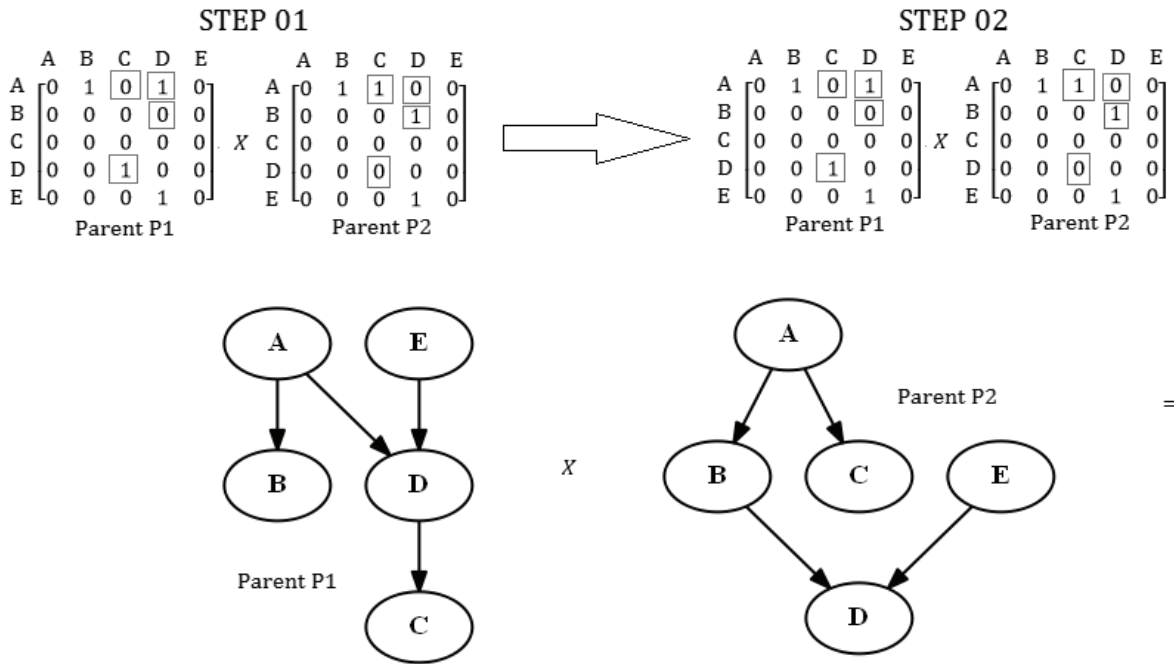 STEP 01
STEP 02
A B C D E
A 0 1 0 1 0
B 0 0 0 0 0
C 0 0 0 0 0
D 0 0 1 0 0
E 0 0 0 1 0
Parent P1
X
A B C D E
A 0 1 1 0 0
B 0 0 0 1 0
C 0 0 0 0 0
D 0 0 0 0 0
E 0 0 0 1 0
Parent P2
A B C D E
A 0 1 0 1 0
B 0 0 0 0 0
C 0 0 0 0 0
D 0 0 1 0 0
E 0 0 0 1 0
Parent P1
X
A B C D E
A 0 1 1 0 0
B 0 0 0 1 0
C 0 0 0 0 0
D 0 0 0 0 0
E 0 0 0 1 0
Parent P2
A E
B D
Parent P1
C
X
A
Parent P2
B C E
D
=